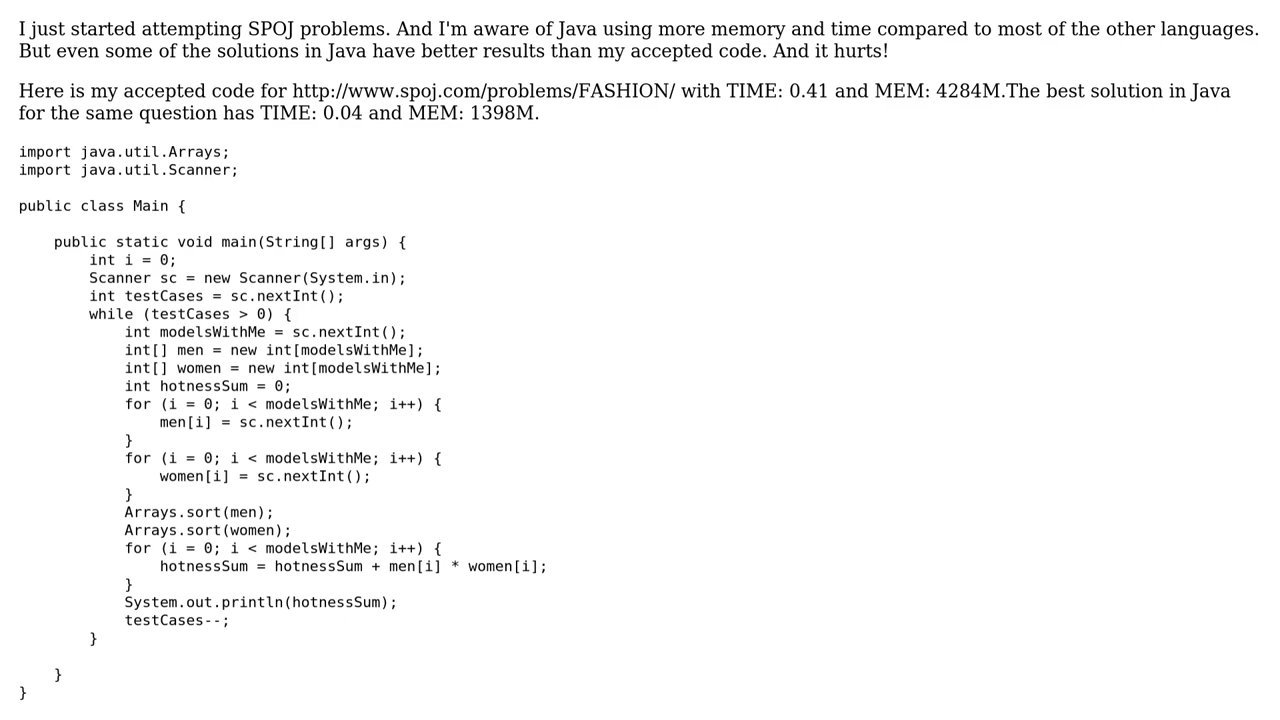 I just started attempting SPOJ problems. And I'm aware of Java using more memory and time compared to most of the other languages.
But even some of the solutions in Java have better results than my accepted code. And it hurts!
Here is my accepted code for http://www.spoj.com/problems/FASHION/ with TIME: 0.41 and MEM: 4284M.The best solution in Java
for the same question has TIME: 0.04 and MEM: 1398M.
import java.util.Arrays;
import java.util.Scanner;
public class Main {
    public static void main(String[] args) {
        int i = 0;
        Scanner sc = new Scanner(System.in);
        int testCases = sc.nextInt();
        while (testCases > 0) {
            int modelsWithMe = sc.nextInt();
            int[] men = new int[modelsWithMe];
            int[] women = new int[modelsWithMe];
            int hotnessSum = 0;
            for (i = 0; i < modelsWithMe; i++) {
                men[i] = sc.nextInt();
            }
            for (i = 0; i < modelsWithMe; i++) {
                women[i] = sc.nextInt();
            }
            Arrays.sort(men);
            Arrays.sort(women);
            for (i = 0; i < modelsWithMe; i++) {
                hotnessSum = hotnessSum + men[i] * women[i];
            }
            System.out.println(hotnessSum);
            testCases--;
        }
    }
}